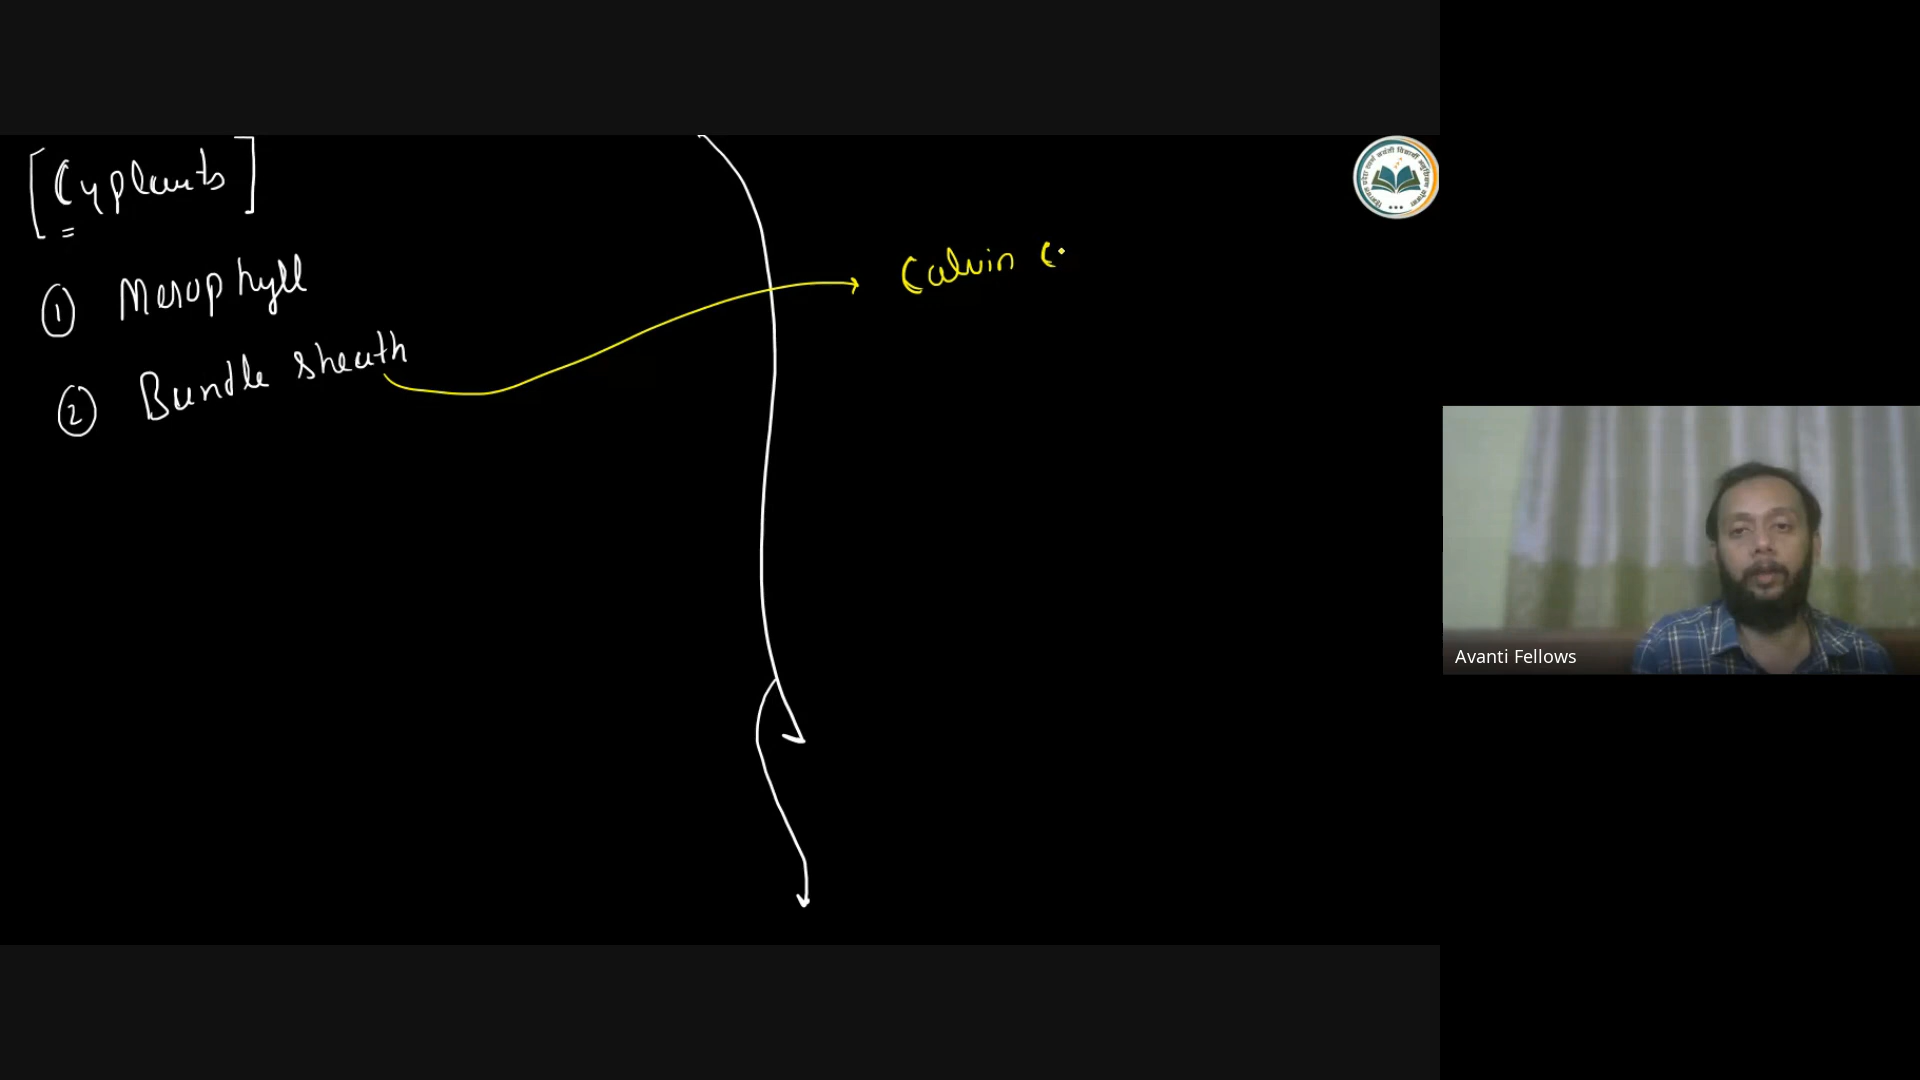 [C4 plants]
① Mesophyll
② Bundle sheath
Calvin C
Avanti Fellows